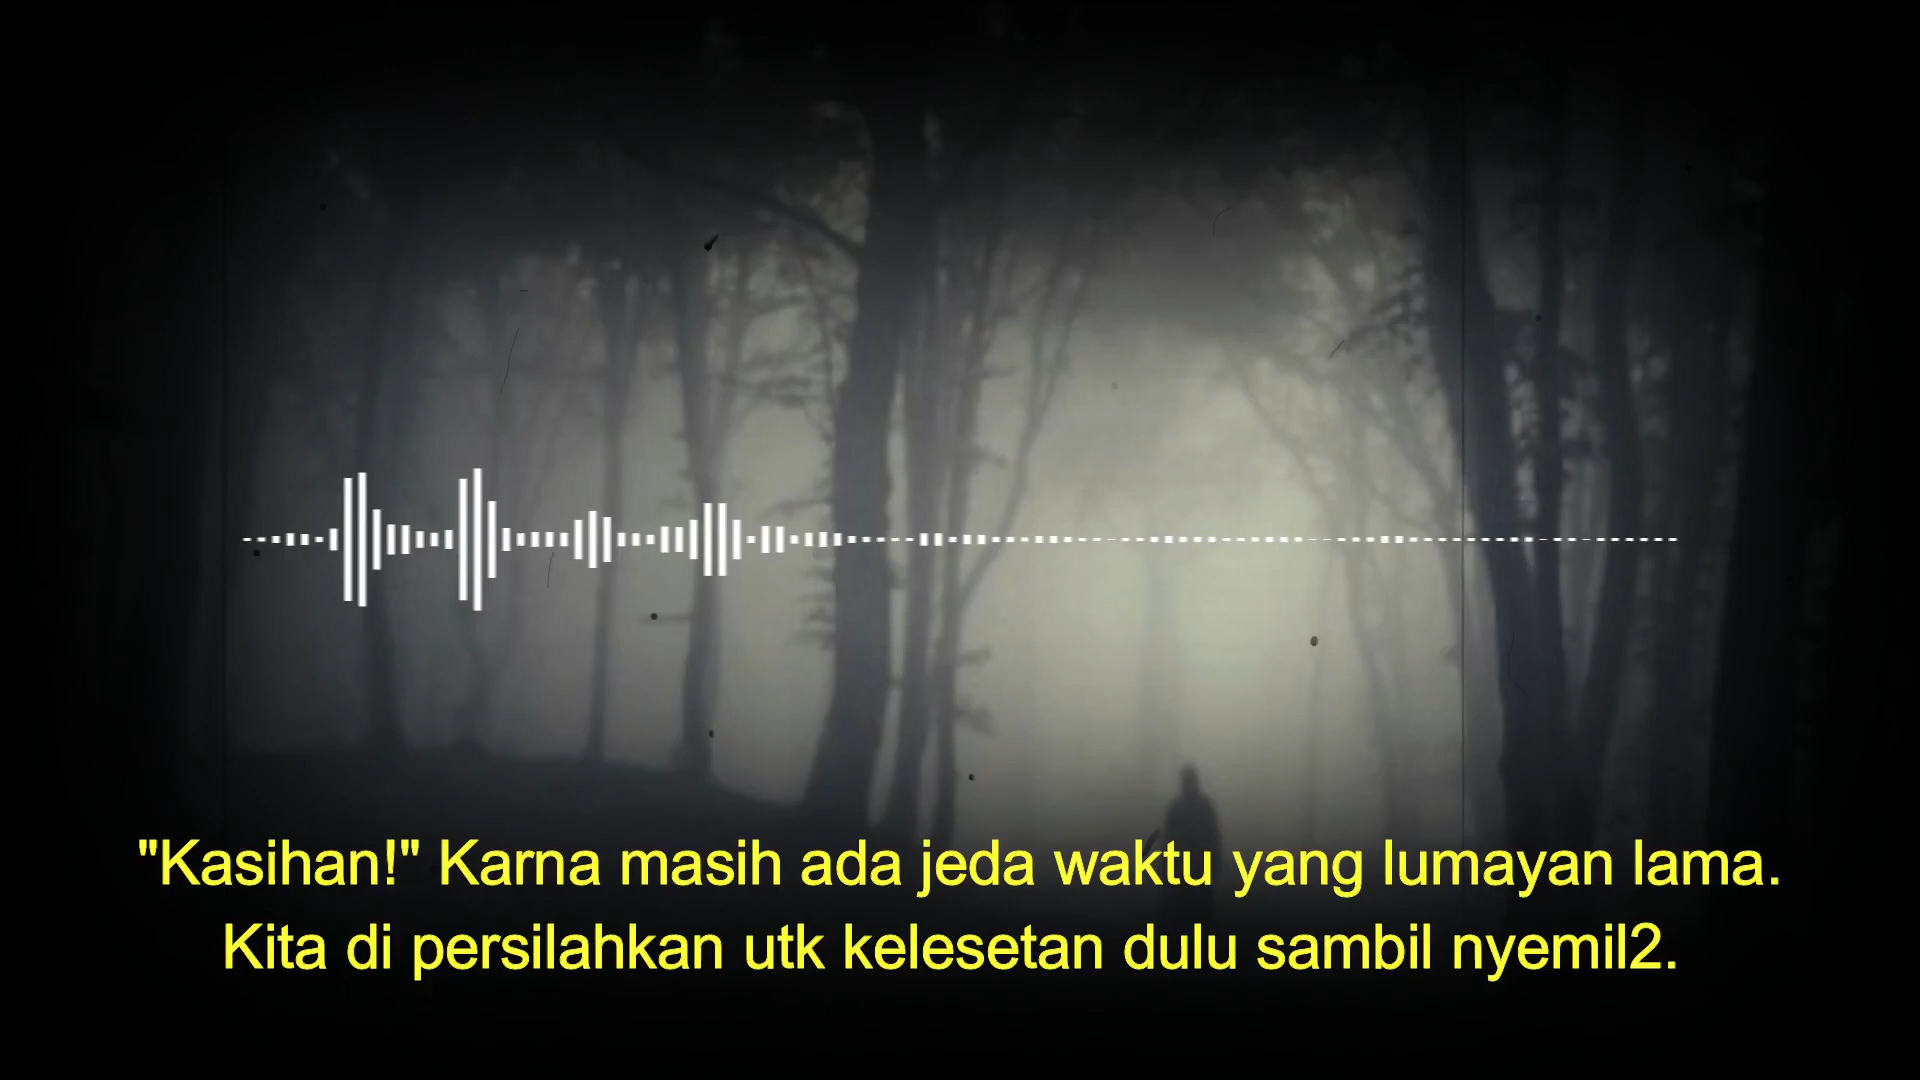 "Kasihan!" Karna masih ada jeda waktu yang lumayan lama.
Kita di persilahkan utk kelesetan dulu sambil nyemil2.